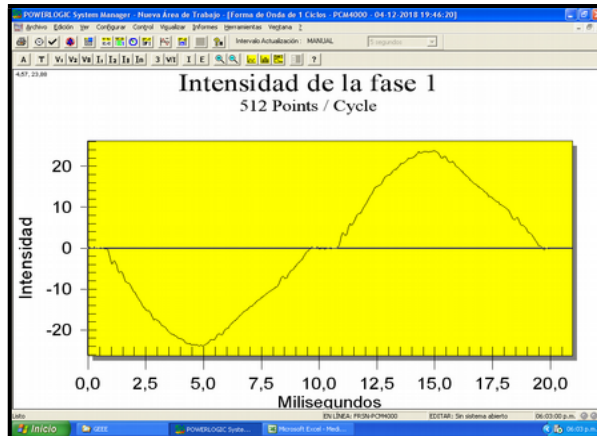 POWERLOGIC System Manager - Nueva Área de Trabajo - [Forma de Onda de 1 Ciclos - PCM4000 - 04-12-2018 19:46:20]
Archivo Edición Ver Configurar Control Visualizar Informes Herramientas Ventana ?
Intervalo Actualización : MANUAL 5 segundos
A T V1 V2 V3 I1 I2 I3 In 3 V/I I E ?
4,57, 23,88
Intensidad de la fase 1
512 Points / Cycle
Intensidad
20
10
0
-10
-20
0,0 2,5 5,0 7,5 10,0 12,5 15,0 17,5 20,0
Milisegundos
Listo EN LÍNEA: FRSN-PCM4000 EDITAR: Sin sistema abierto 06:03:00 p.m.
Inicio GEEE POWERLOGIC Syste... Microsoft Excel - Medi... 06:03 p.m.